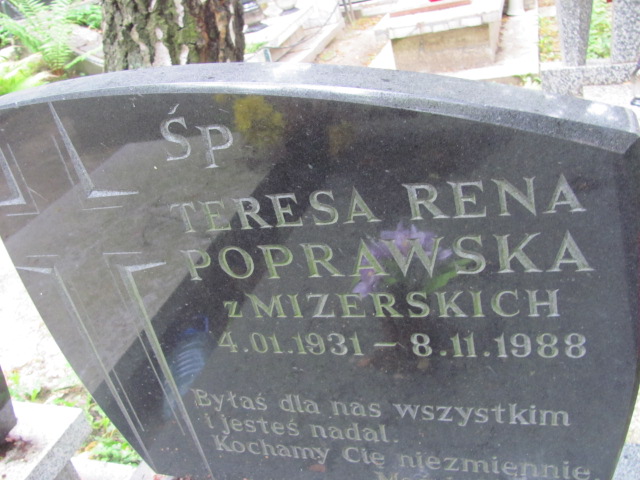 ŚP
TERESA RENA
POPRAWSKA
z MIZERSKICH
4.01.1931 – 8.11.1988
Byłaś dla nas wszystkim
i jesteś nadal.
Kochamy Cię niezmiennie.